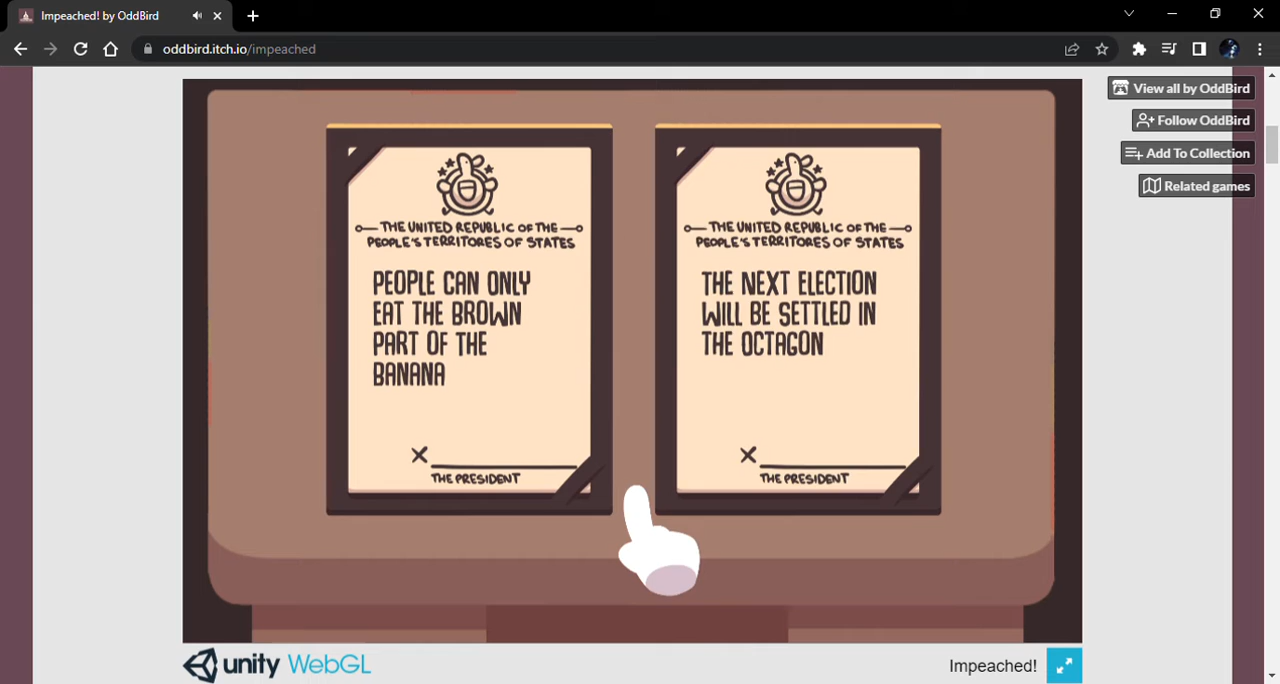 Impeached! by OddBird
oddbird.itch.io/impeached
View all by OddBird
Follow OddBird
Add To Collection
Related games
THE UNITED REPUBLIC OF THE
PEOPLE'S TERRITORES OF STATES
PEOPLE CAN ONLY
EAT THE BROWN
PART OF THE
BANANA
X
THE PRESIDENT
THE UNITED REPUBLIC OF THE
PEOPLE'S TERRITORES OF STATES
THE NEXT ELECTION
WILL BE SETTLED IN
THE OCTAGON
X
THE PRESIDENT
unity WebGL
Impeached!